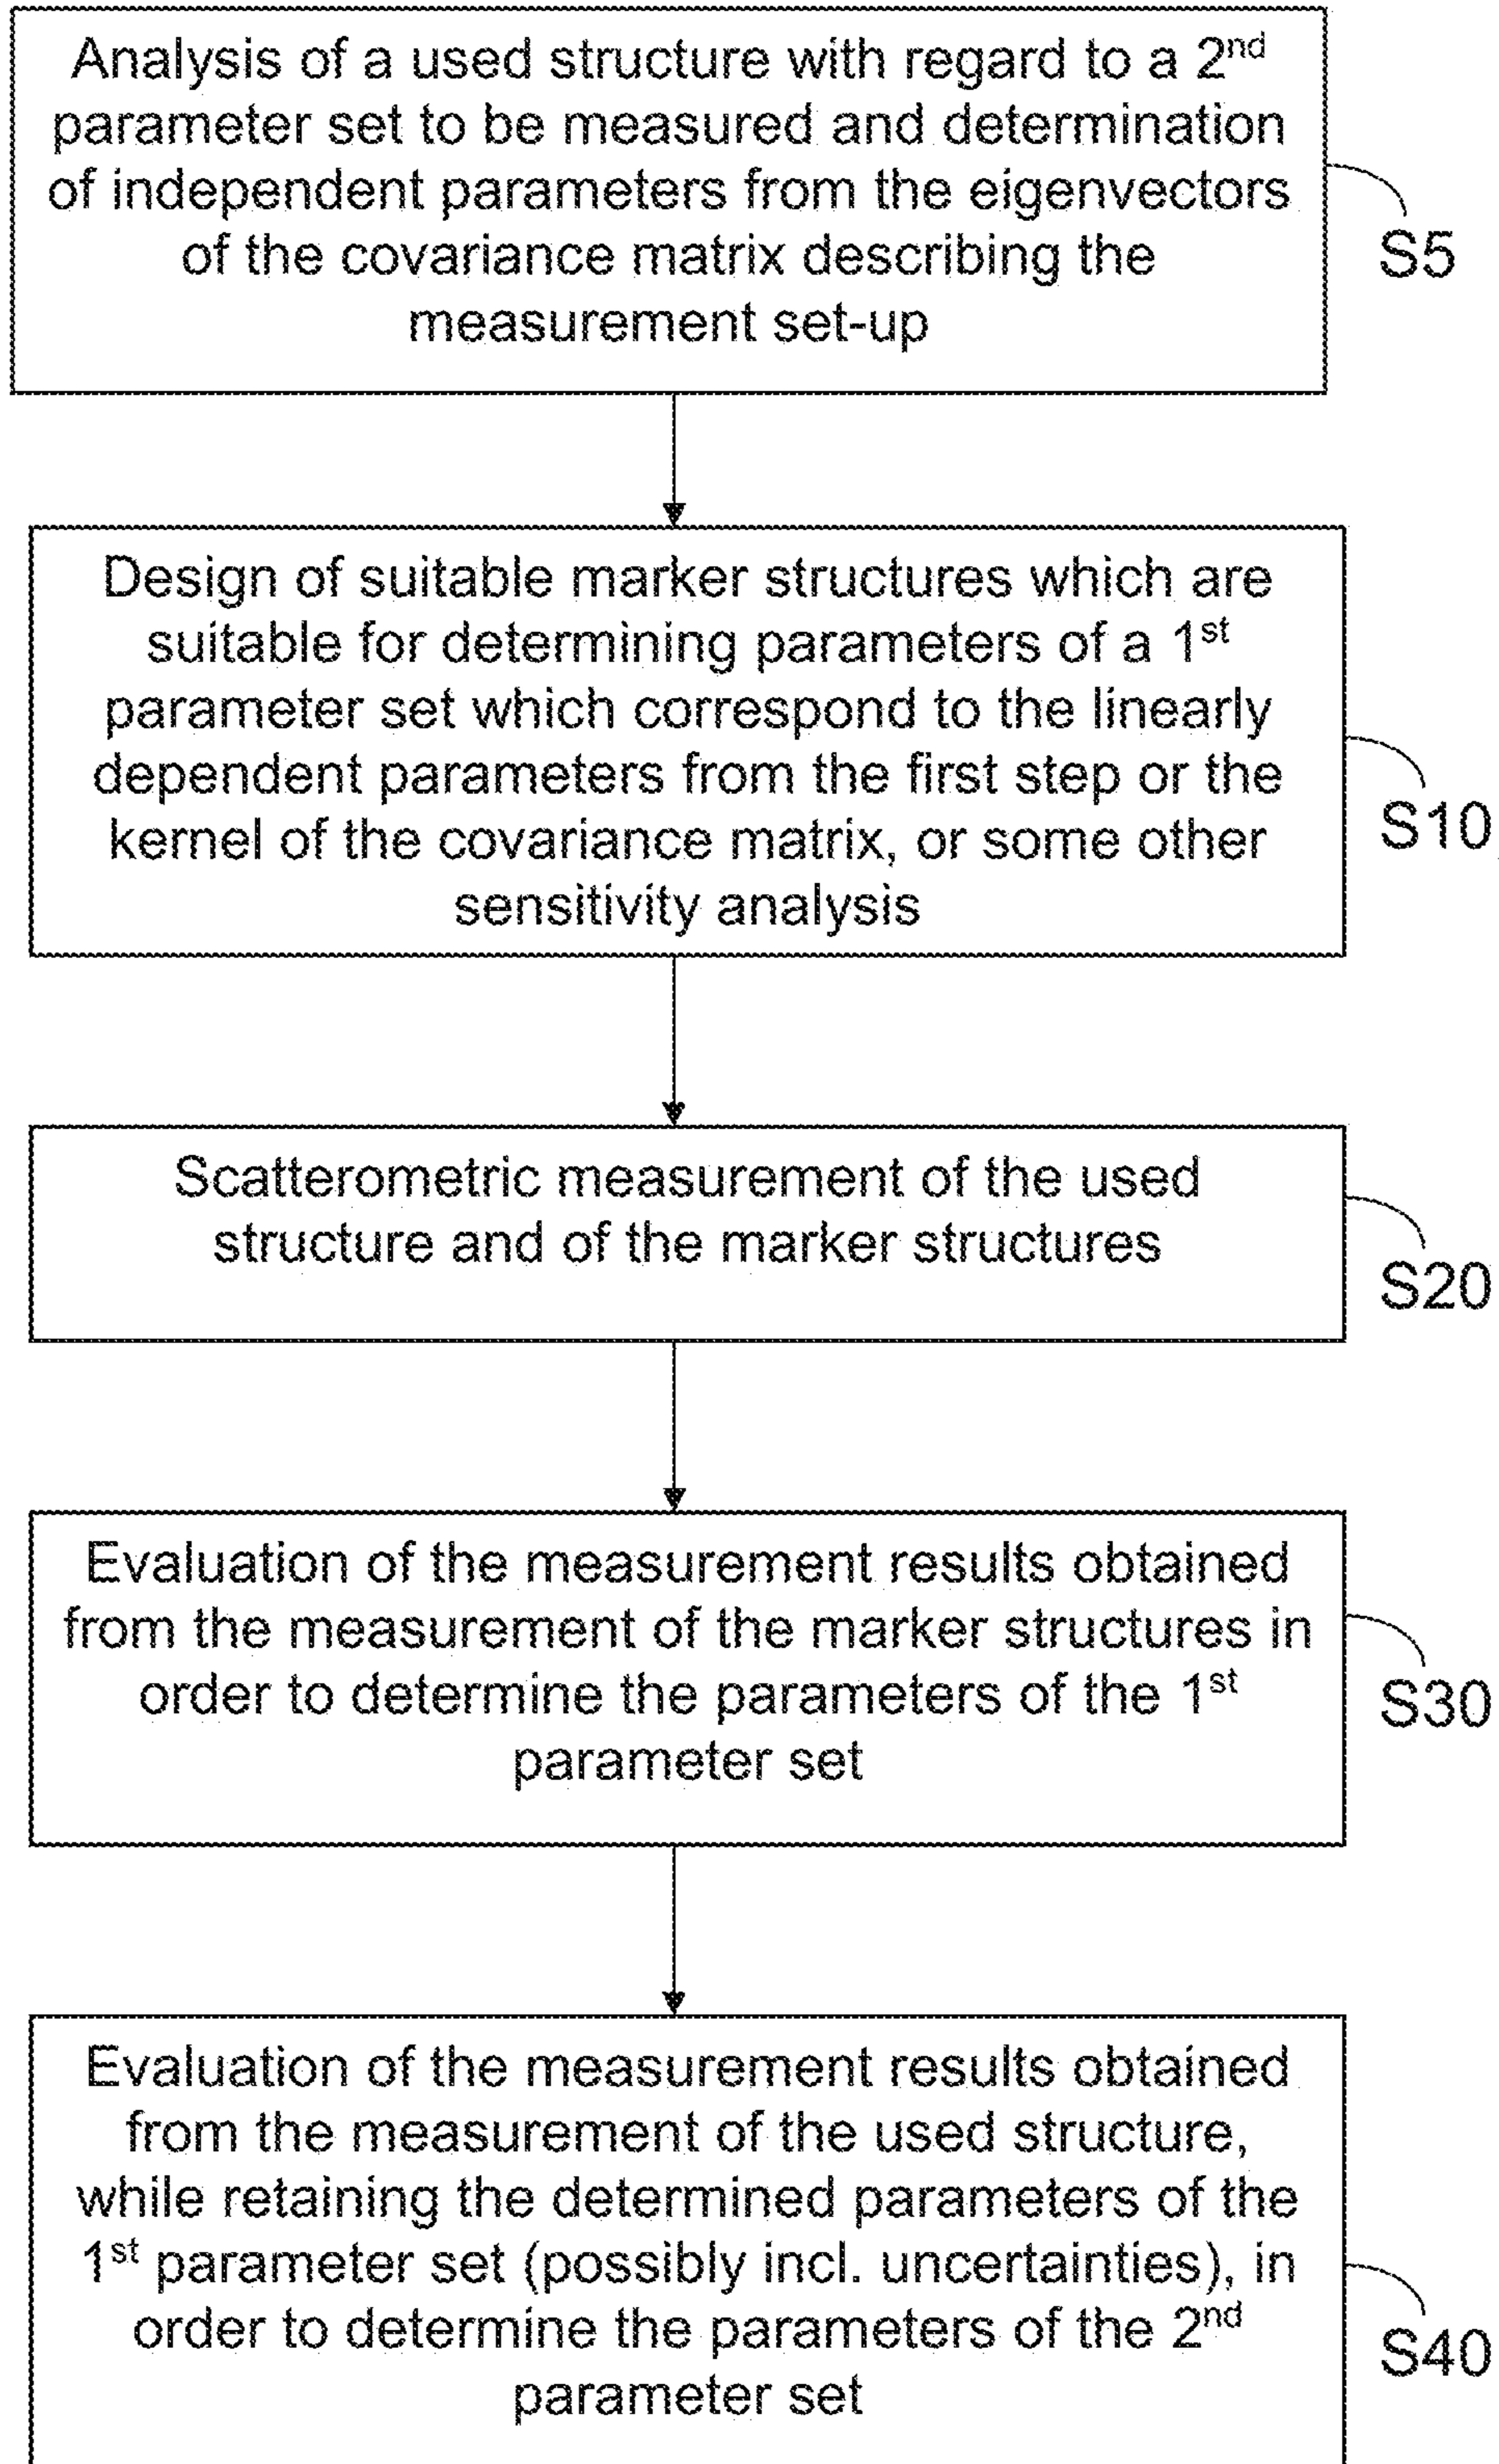 Analysis of a used structure with regard to a 2nd
parameter set to be measured and determination
of independent parameters from the eigenvectors
of the covariance matrix describing the
measurement set-up
S5
Design of suitable marker structures which are
suitable for determining parameters of a 1st
parameter set which correspond to the linearly
dependent parameters from the first step or the
kernel of the covariance matrix, or some other
sensitivity analysis
S10
Scatterometric measurement of the used
structure and of the marker structures
S20
Evaluation of the measurement results obtained
from the measurement of the marker structures in
order to determine the parameters of the 1st
parameter set
S30
Evaluation of the measurement results obtained
from the measurement of the used structure,
while retaining the determined parameters of the
1st parameter set (possibly incl. uncertainties), in
order to determine the parameters of the 2nd
parameter set
S40